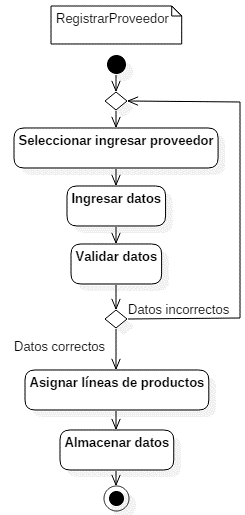 RegistrarProveedor
Seleccionar ingresar proveedor
Ingresar datos
Validar datos
Datos incorrectos
Datos correctos
Asignar líneas de productos
Almacenar datos